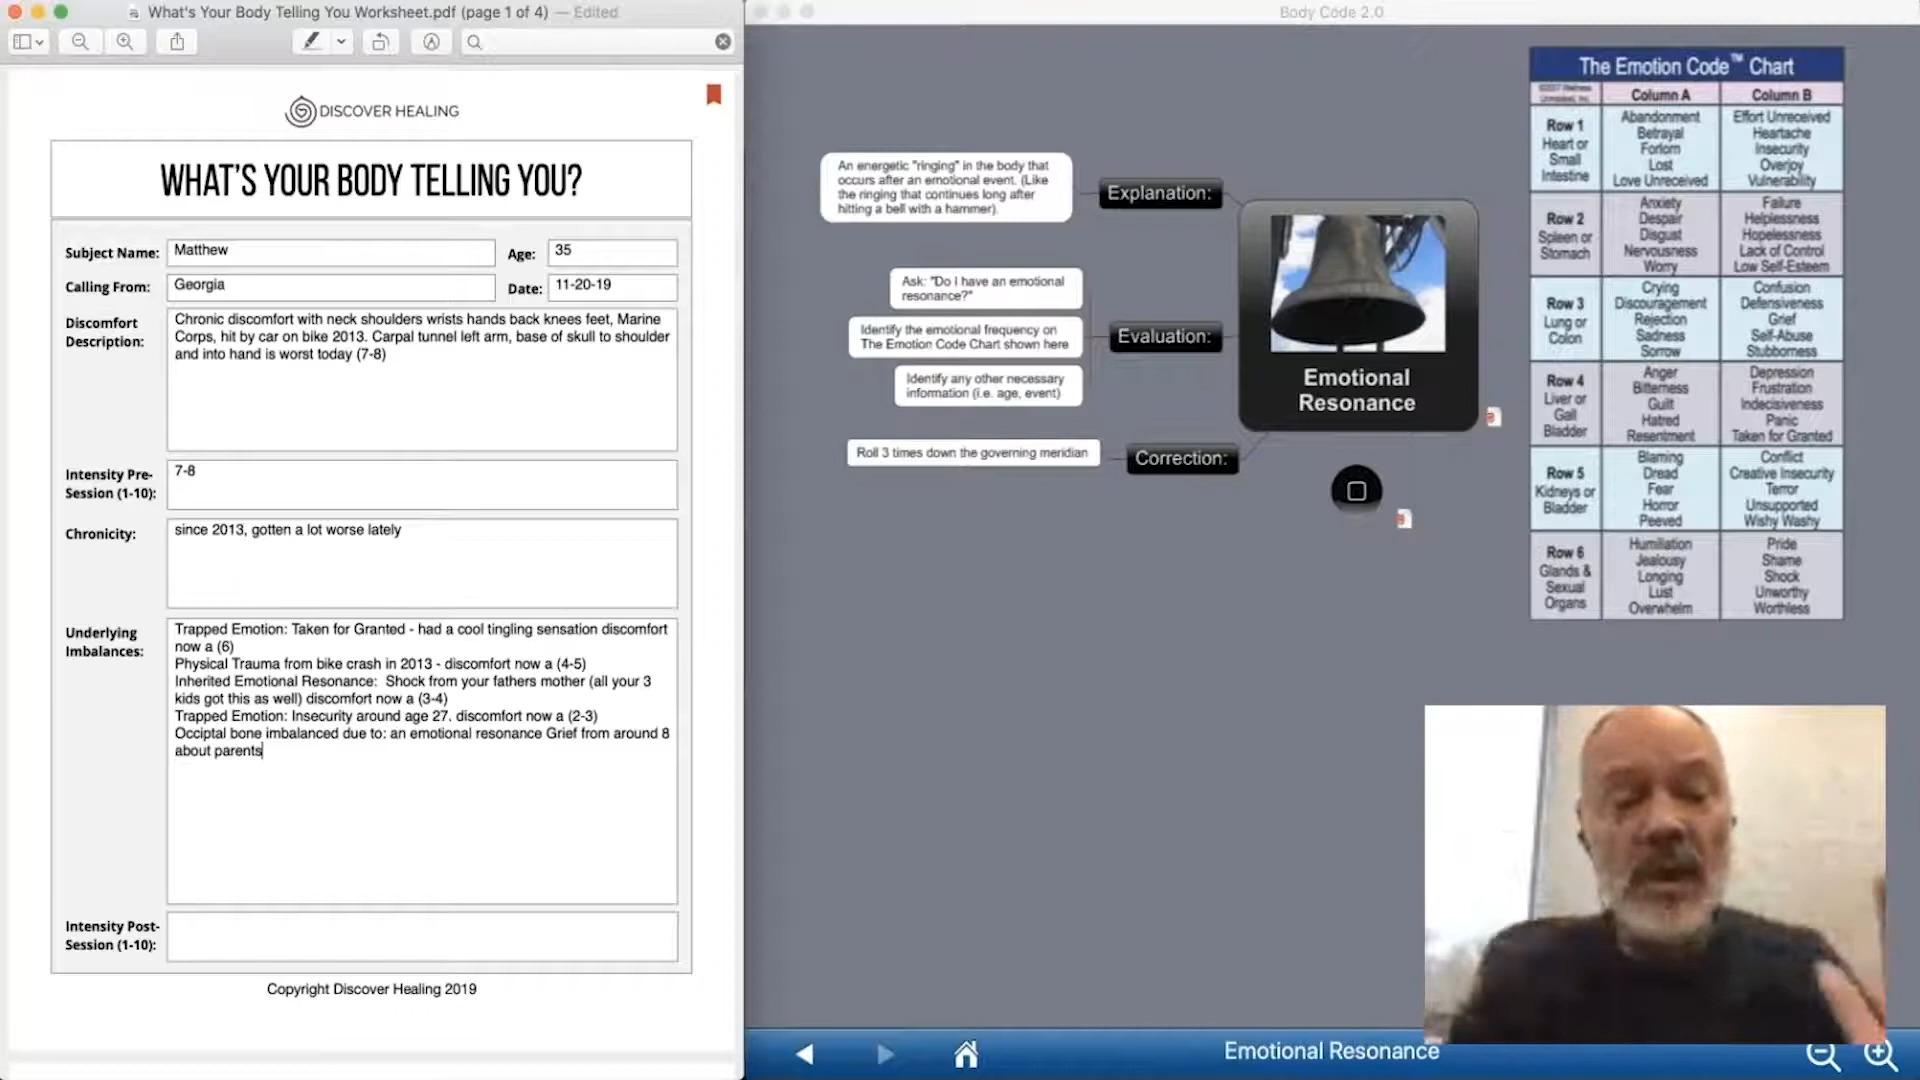 What's Your Body Telling You Worksheet.pdf (page 1 of 4) — Edited
DISCOVER HEALING
WHAT'S YOUR BODY TELLING YOU?
Subject Name: Matthew Age: 35
Calling From: Georgia Date: 11-20-19
Discomfort
Description:
Chronic discomfort with neck shoulders wrists hands back knees feet, Marine
Corps, hit by car on bike 2013. Carpal tunnel left arm, base of skull to shoulder
and into hand is worst today (7-8)
Intensity Pre-
Session (1-10):
7-8
Chronicity:
since 2013, gotten a lot worse lately
Underlying
Imbalances:
Trapped Emotion: Taken for Granted - had a cool tingling sensation discomfort
now a (6)
Physical Trauma from bike crash in 2013 - discomfort now a (4-5)
Inherited Emotional Resonance: Shock from your fathers mother (all your 3
kids got this as well) discomfort now a (3-4)
Trapped Emotion: Insecurity around age 27. discomfort now a (2-3)
Occiptal bone imbalanced due to: an emotional resonance Grief from around 8
about parents
Intensity Post-
Session (1-10):
Copyright Discover Healing 2019
Body Code 2.0
An energetic "ringing" in the body that
occurs after an emotional event. (Like
the ringing that continues long after
hitting a bell with a hammer).
Explanation:
Ask: "Do I have an emotional
resonance?"
Identify the emotional frequency on
The Emotion Code Chart shown here
Identify any other necessary
information (i.e. age, event)
Evaluation:
Roll 3 times down the governing meridian
Correction:
Emotional
Resonance
The Emotion Code™ Chart
Column A Column B
Row 1
Heart or
Small
Intestine
Abandonment
Betrayal
Forlorn
Lost
Love Unreceived
Effort Unreceived
Heartache
Insecurity
Overjoy
Vulnerability
Row 2
Spleen or
Stomach
Anxiety
Despair
Disgust
Nervousness
Worry
Failure
Helplessness
Hopelessness
Lack of Control
Low Self-Esteem
Row 3
Lung or
Colon
Crying
Discouragement
Rejection
Sadness
Sorrow
Confusion
Defensiveness
Grief
Self-Abuse
Stubborness
Row 4
Liver or
Gall
Bladder
Anger
Bitterness
Guilt
Hatred
Resentment
Depression
Frustration
Indecisiveness
Panic
Taken for Granted
Row 5
Kidneys or
Bladder
Blaming
Dread
Fear
Horror
Peeved
Conflict
Creative Insecurity
Terror
Unsupported
Wishy Washy
Row 6
Glands &
Sexual
Organs
Humiliation
Jealousy
Longing
Lust
Overwhelm
Pride
Shame
Shock
Unworthy
Worthless
Emotional Resonance